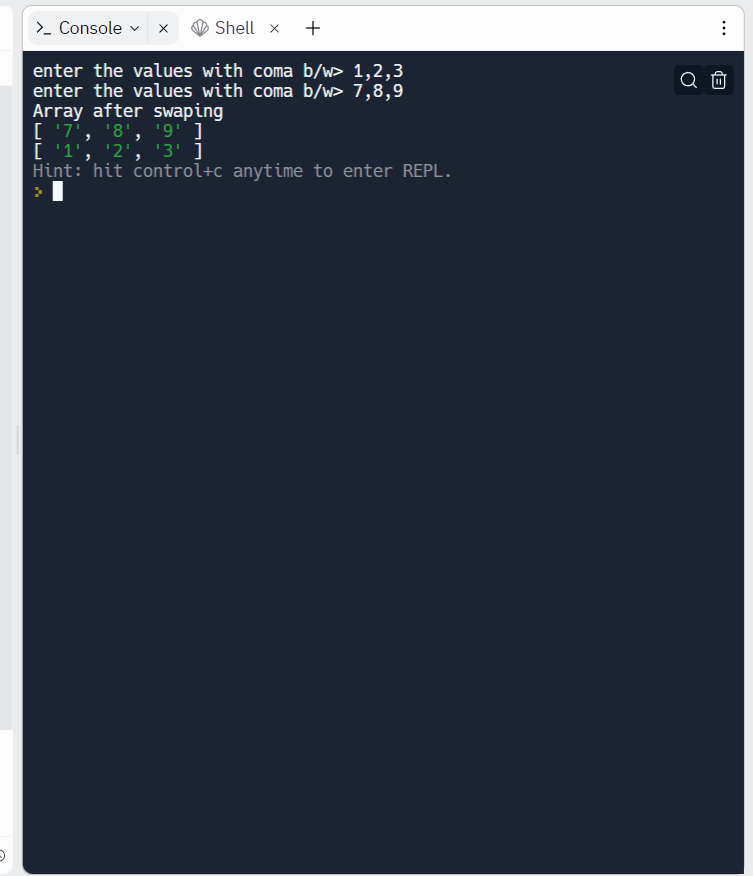 Console Shell
enter the values with coma b/w> 1,2,3
enter the values with coma b/w> 7,8,9
Array after swaping
[ '7', '8', '9' ]
[ '1', '2', '3' ]
Hint: hit control+c anytime to enter REPL.
>